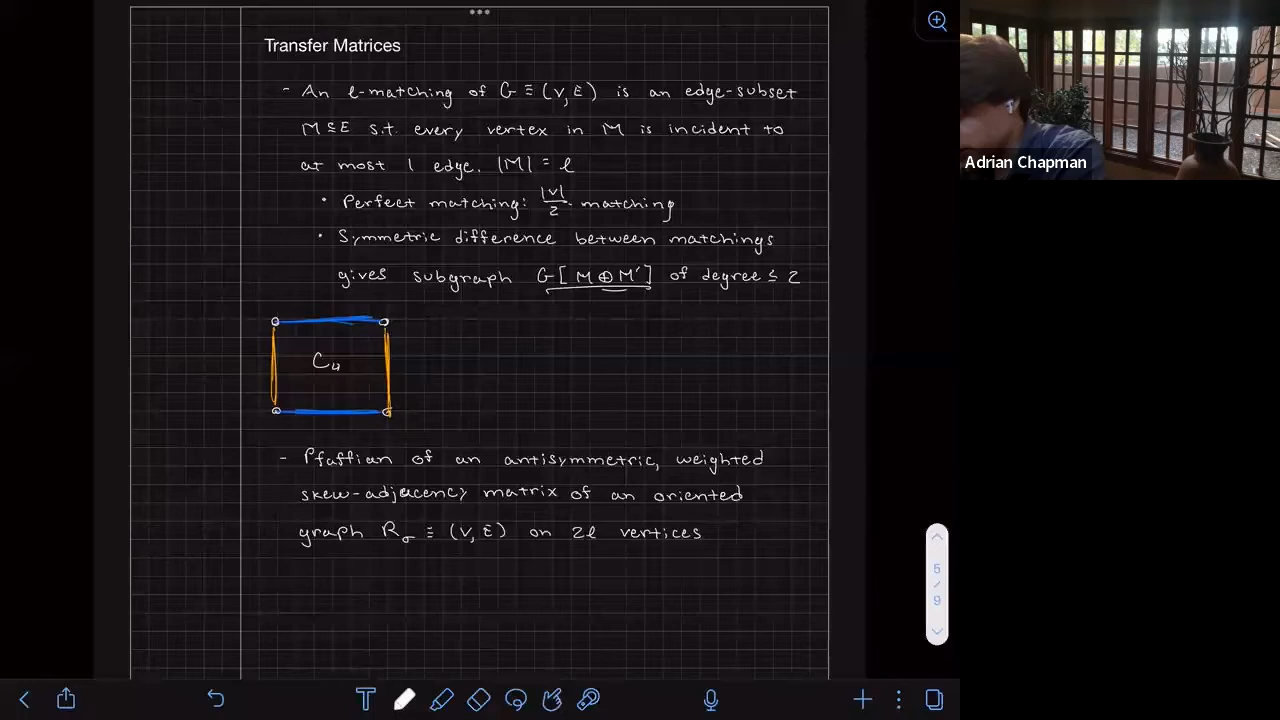 Transfer Matrices
- An l-matching of G ≡ (V, E) is an edge-subset
M ⊆ E s.t. every vertex in M is incident to
at most 1 edge. |M| = l
• Perfect matching: |V|/2 - matching
• Symmetric difference between matchings
gives subgraph G[M ⊕ M'] of degree ≤ 2
C₄
- Pfaffian of an antisymmetric, weighted
skew-adjacency matrix of an oriented
graph R_σ ≡ (V, E) on 2l vertices
Adrian Chapman
5
/
9
T